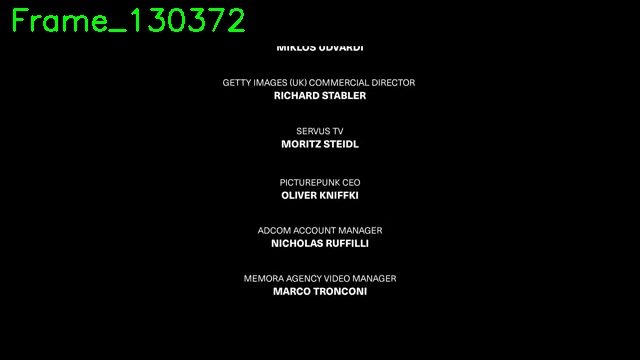 Frame_130372
MIKLOS UDVARDI
GETTY IMAGES (UK) COMMERCIAL DIRECTOR
RICHARD STABLER
SERVUS TV
MORITZ STEIDL
PICTUREPUNK CEO
OLIVER KNIFFKI
ADCOM ACCOUNT MANAGER
NICHOLAS RUFFILLI
MEMORA AGENCY VIDEO MANAGER
MARCO TRONCONI